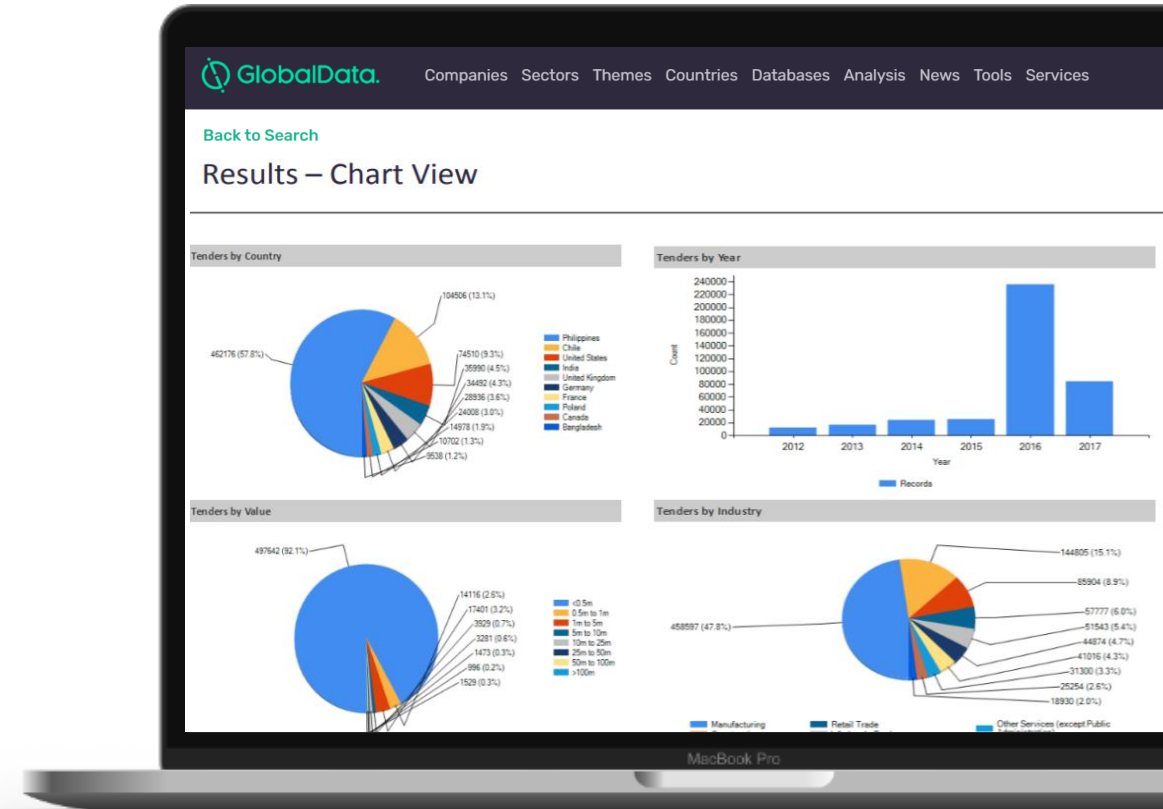 GlobalData.
Companies Sectors Themes Countries Databases Analysis News Tools Services
Back to Search
Results – Chart View
Tenders by Country
104506 (13.1%)
462176 (57.8%)
74510 (9.3%)
35990 (4.5%)
34492 (4.3%)
28936 (3.6%)
24008 (3.0%)
14978 (1.9%)
10702 (1.3%)
9538 (1.2%)
Philippines
Chile
United States
India
United Kingdom
Germany
France
Poland
Canada
Bangladesh
Tenders by Year
240000
220000
200000
180000
160000
140000
120000
100000
80000
60000
40000
20000
0
Count
2012 2013 2014 2015 2016 2017
Year
Records
Tenders by Value
497642 (92.1%)
14116 (2.6%)
17401 (3.2%)
3929 (0.7%)
3281 (0.6%)
1473 (0.3%)
996 (0.2%)
1529 (0.3%)
<0.5m
0.5m to 1m
1m to 5m
5m to 10m
10m to 25m
25m to 50m
50m to 100m
>100m
Tenders by Industry
144805 (15.1%)
85904 (8.9%)
458597 (47.8%)
57777 (6.0%)
51543 (5.4%)
44874 (4.7%)
41016 (4.3%)
31300 (3.3%)
25254 (2.6%)
18930 (2.0%)
Manufacturing
Retail Trade
Other Services (except Public
MacBook Pro